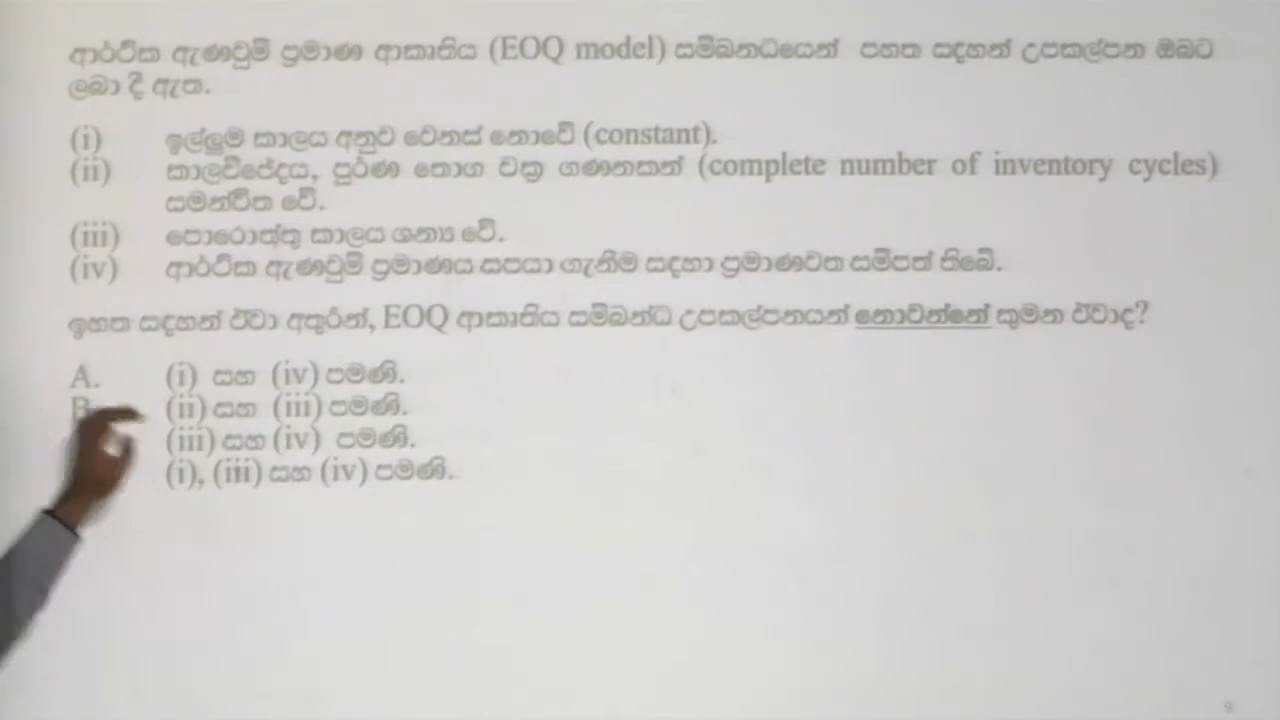 ආර්ථික ඇණවුම් ප්‍රමාණ ආකෘතිය (EOQ model) සම්බන්ධයෙන් පහත සඳහන් උපකල්පන ඔබට
ලබා දී ඇත.
(i) ඉල්ලුම කාලය අනුව වෙනස් නොවේ (constant).
(ii) කාලච්ඡේදය, පූර්ණ තොග චක්‍ර ගණනකන් (complete number of inventory cycles)
සමන්විත වේ.
(iii) පොරොත්තු කාලය ශුන්‍ය වේ.
(iv) ආර්ථික ඇණවුම් ප්‍රමාණය සපයා ගැනීම සඳහා ප්‍රමාණවත් සම්පත් තිබේ.
ඉහත සඳහන් ඒවා අතුරින්, EOQ ආකෘතිය සම්බන්ධ උපකල්පනයන් නොවන්නේ කුමන ඒවාද?
A. (i) සහ (iv) පමණි.
B. (ii) සහ (iii) පමණි.
(iii) සහ (iv) පමණි.
(i), (iii) සහ (iv) පමණි.
9